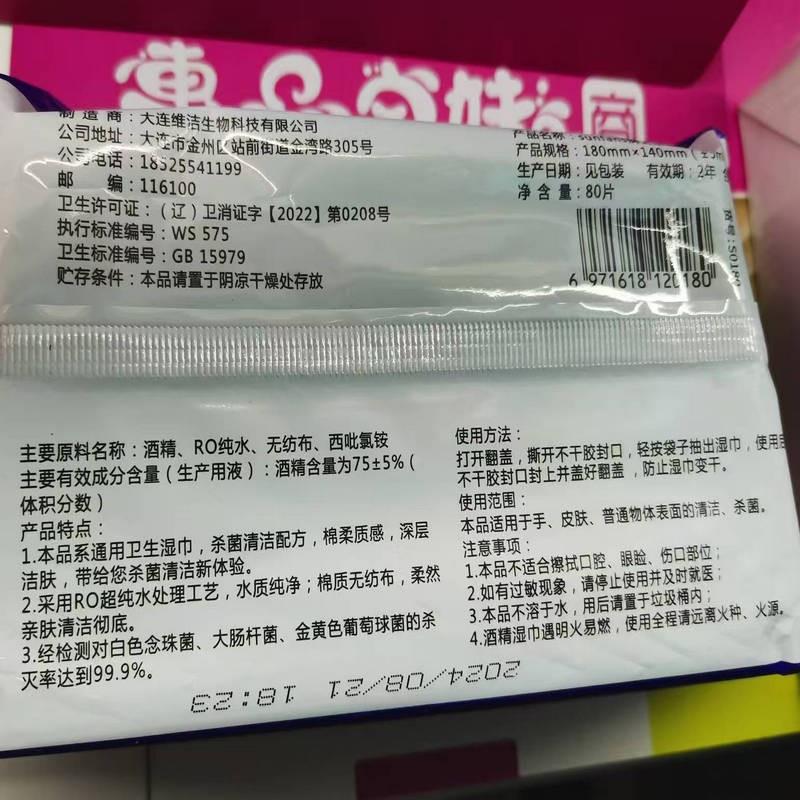 制造商：大连维洁生物科技有限公司
公司地址：大连市金州区站前街道金湾路305号
公司电话：18525541199
邮 编：116100
卫生许可证：（辽）卫消证字【2022】第0208号
执行标准编号：WS 575
卫生标准编号：GB 15979
贮存条件：本品请置于阴凉干燥处存放
产品名称：
产品规格：180mm×140mm（±5m
生产日期：见包装 有效期：2年
净含量：80片
6 971618 120180
主要原料名称：酒精、RO纯水、无纺布、西吡氯铵
主要有效成分含量（生产用液）：酒精含量为75±5%（
体积分数）
产品特点：
1.本品系通用卫生湿巾，杀菌清洁配方，棉柔质感，深层
洁肤，带给您杀菌清洁新体验。
2.采用RO超纯水处理工艺，水质纯净；棉质无纺布，柔然
亲肤清洁彻底。
3.经检测对白色念珠菌、大肠杆菌、金黄色葡萄球菌的杀
灭率达到99.9%。
使用方法：
打开翻盖，撕开不干胶封口，轻按袋子抽出湿巾，使用后
不干胶封口封上并盖好翻盖，防止湿巾变干。
使用范围：
本品适用于手、皮肤、普通物体表面的清洁、杀菌。
注意事项：
1.本品不适合擦拭口腔、眼睑、伤口部位；
2.如有过敏现象，请停止使用并及时就医；
3.本品不溶于水，用后请置于垃圾桶内；
4.酒精湿巾遇明火易燃，使用全程请远离火种、火源。
2024/08/21 18:23